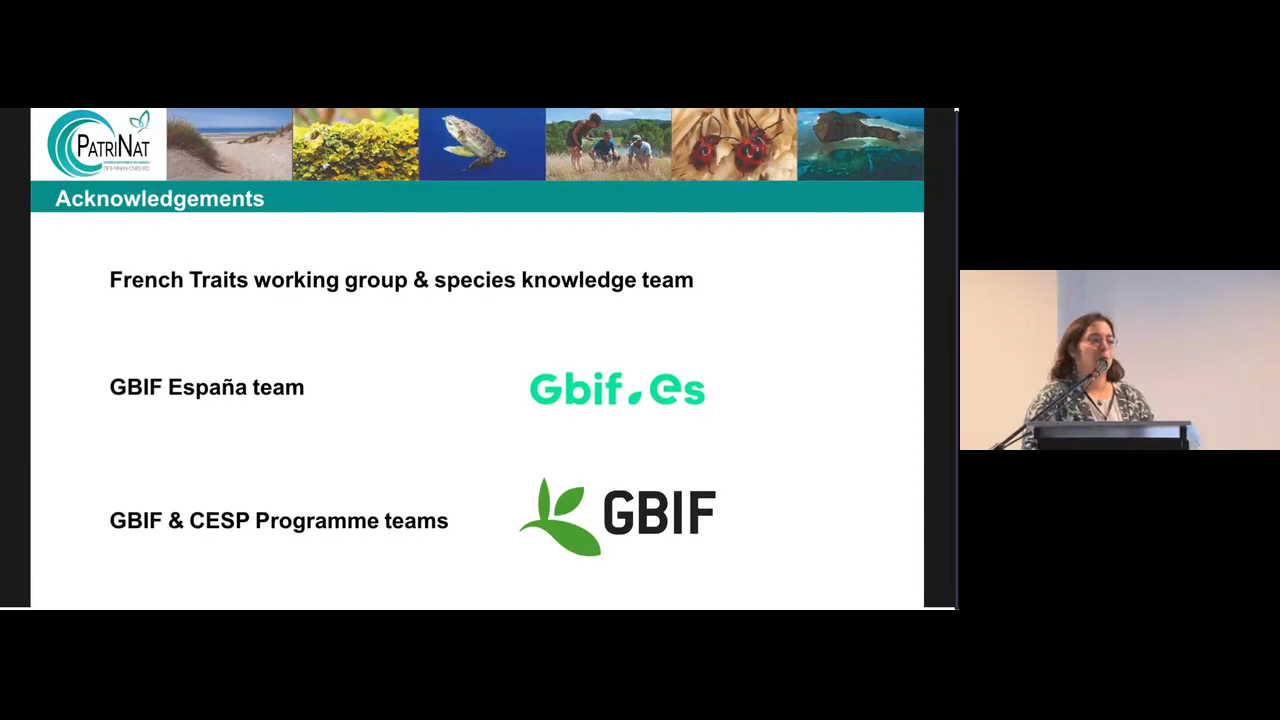 PATRINAT
Acknowledgements
French Traits working group & species knowledge team
GBIF España team
Gbif.es
GBIF & CESP Programme teams
GBIF